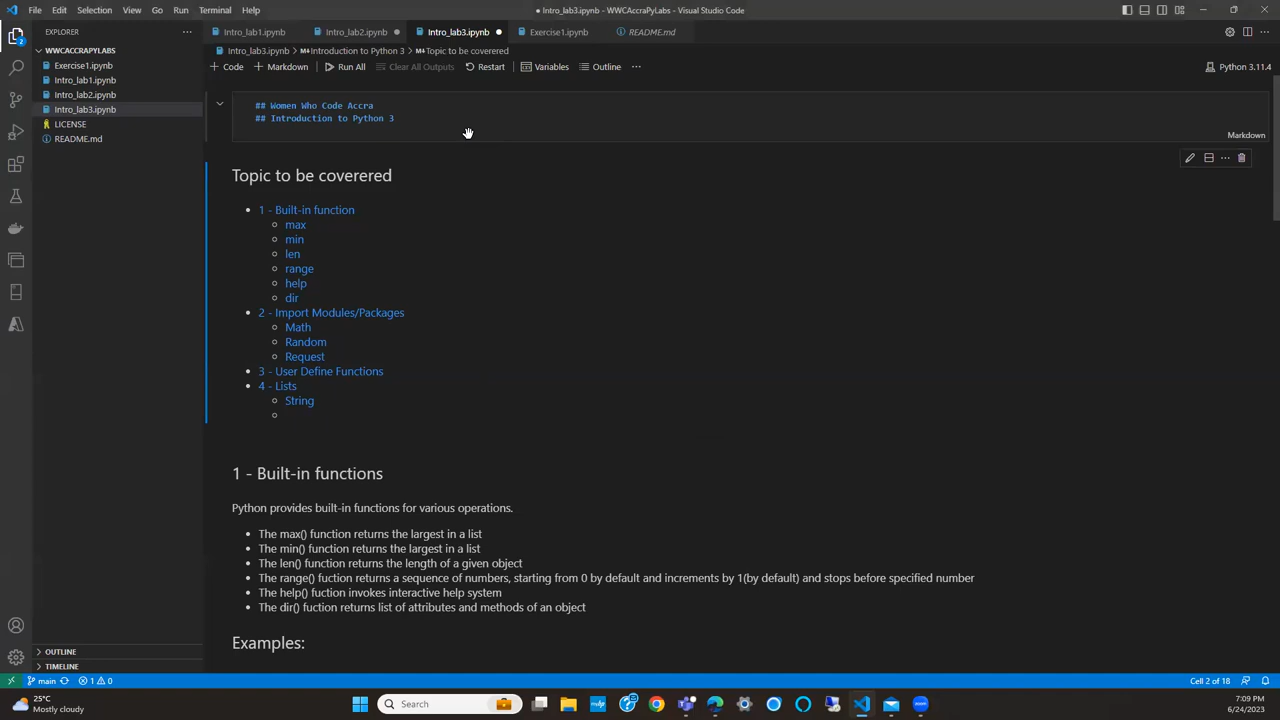 File Edit Selection View Go Run Terminal Help
● Intro_lab3.ipynb - WWCAccraPyLabs - Visual Studio Code
EXPLORER
Intro_lab1.ipynb Intro_lab2.ipynb Intro_lab3.ipynb Exercise1.ipynb README.md
WWCACCRAPYLABS
Intro_lab3.ipynb > Introduction to Python 3 > Topic to be coverered
Exercise1.ipynb
Intro_lab1.ipynb
Intro_lab2.ipynb
Intro_lab3.ipynb
LICENSE
README.md
+ Code + Markdown Run All Clear All Outputs Restart Variables Outline ...
Python 3.11.4
## Women Who Code Accra
## Introduction to Python 3
Markdown
Topic to be coverered
1 - Built-in function
max
min
len
range
help
dir
2 - Import Modules/Packages
Math
Random
Request
3 - User Define Functions
4 - Lists
String
1 - Built-in functions
Python provides built-in functions for various operations.
The max() function returns the largest in a list
The min() function returns the largest in a list
The len() function returns the length of a given object
The range() fuction returns a sequence of numbers, starting from 0 by default and increments by 1(by default) and stops before specified number
The help() fuction invokes interactive help system
The dir() fuction returns list of attributes and methods of an object
Examples:
OUTLINE
TIMELINE
2
main 1 0
Cell 2 of 18
25°C
Mostly cloudy
Search
7:09 PM
6/24/2023